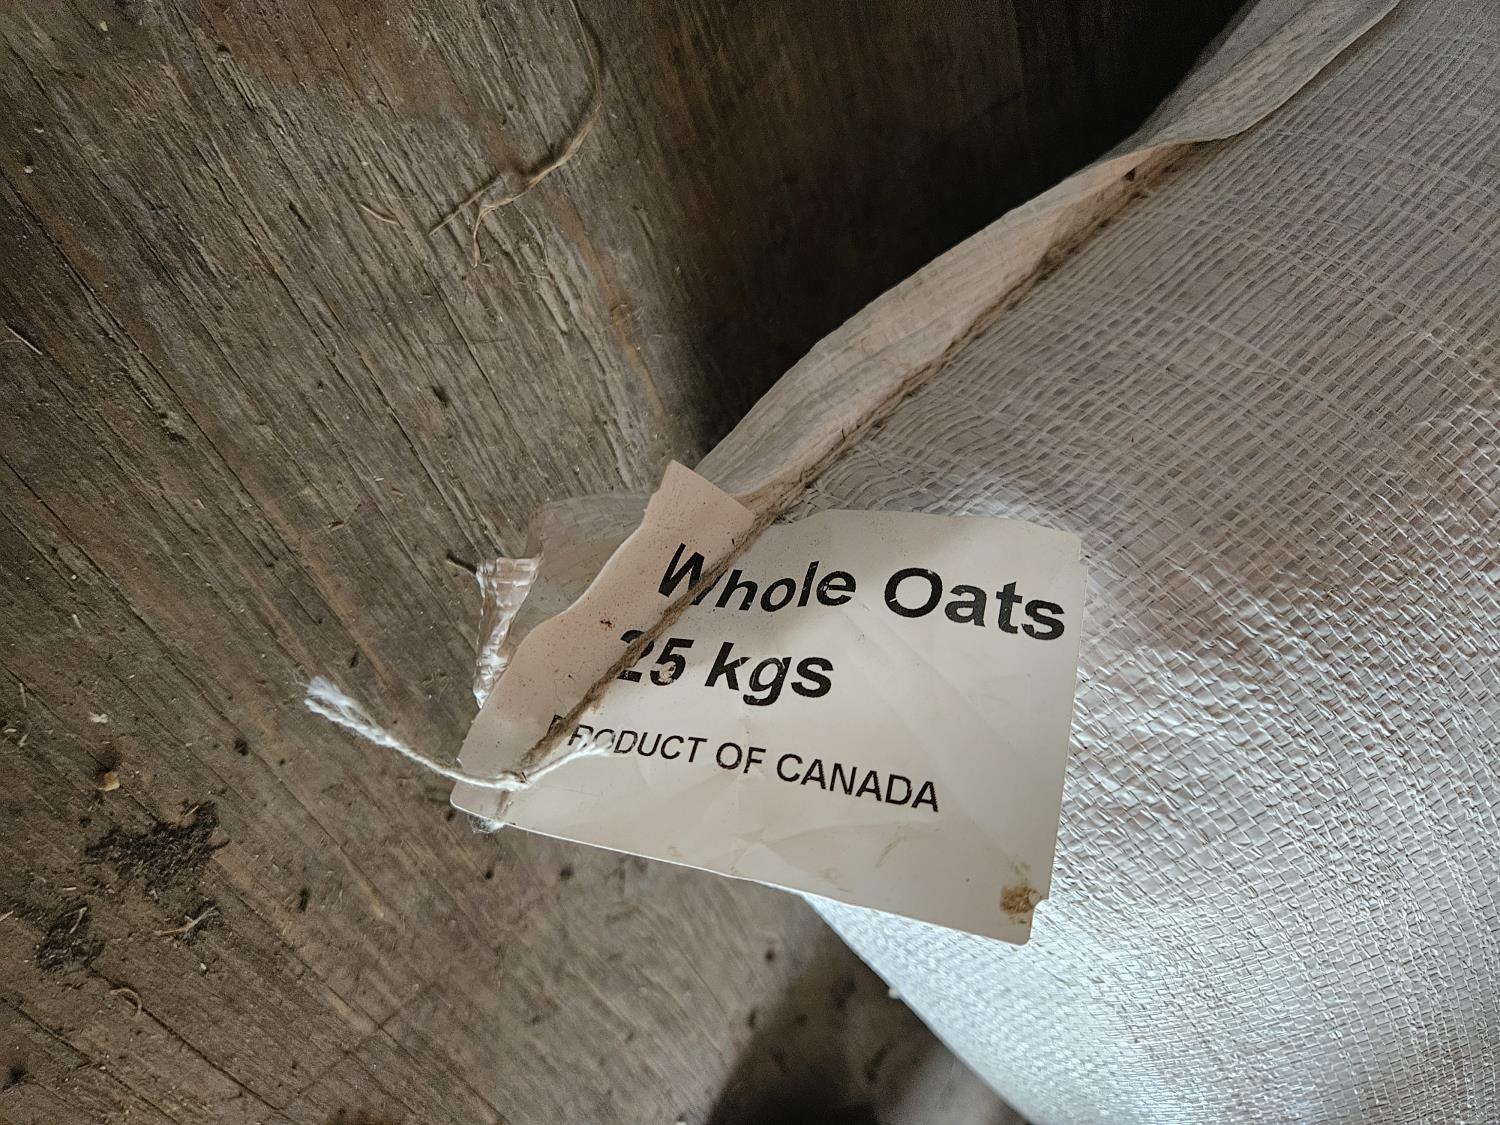 Whole Oats
25 kgs
PRODUCT OF CANADA